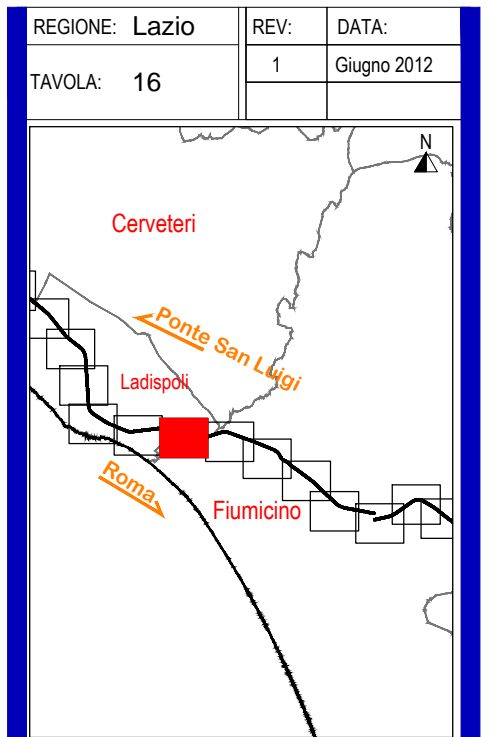 REGIONE: Lazio
REV: DATA:
1 Giugno 2012
TAVOLA: 16
N
Cerveteri
Ponte San Luigi
Ladispoli
Roma
Fiumicino